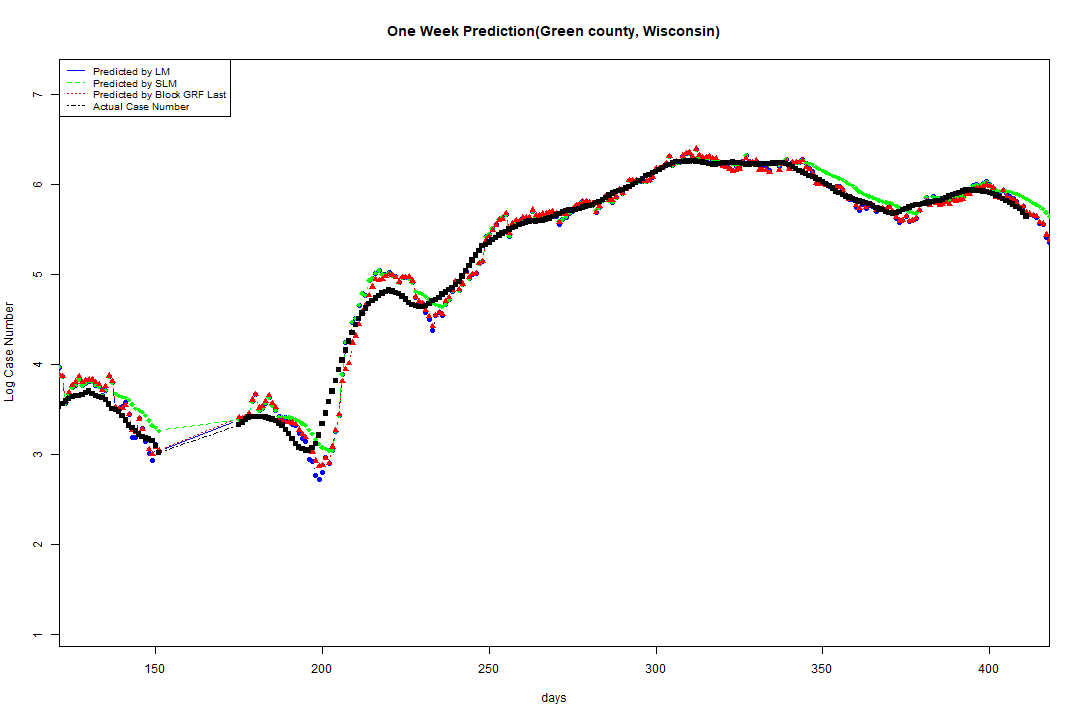 One Week Prediction(Green county, Wisconsin)
Predicted by LM
Predicted by SLM
Predicted by Block GRF Last
Actual Case Number
7
6
5
4
3
2
1
Log Case Number
150 200 250 300 350 400
days